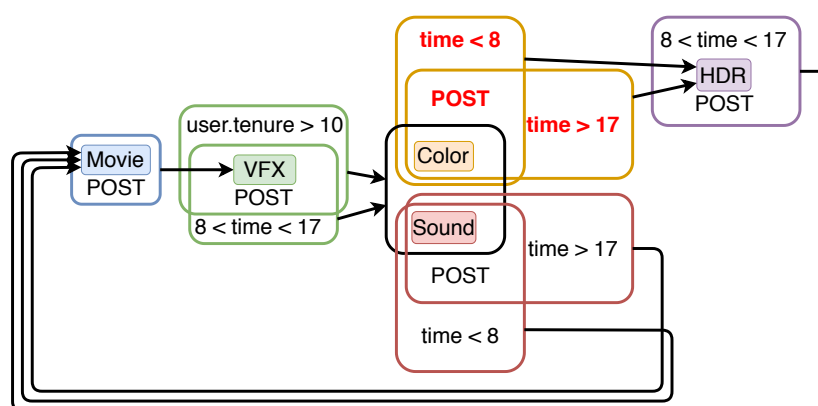 time < 8
8 < time < 17
HDR
POST
POST
user.tenure > 10
time > 17
Movie
POST
VFX
POST
Color
8 < time < 17
Sound
POST
time > 17
time < 8